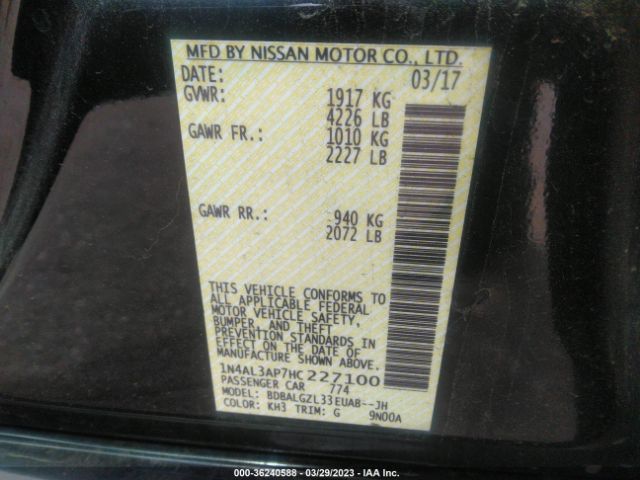 MFD BY NISSAN MOTOR CO., LTD.
DATE: 03/17
GVWR: 1917 KG
4226 LB
GAWR FR.: 1010 KG
2227 LB
GAWR RR.: 940 KG
2072 LB
THIS VEHICLE CONFORMS TO
ALL APPLICABLE FEDERAL
MOTOR VEHICLE SAFETY,
BUMPER, AND THEFT
PREVENTION STANDARDS
IN EFFECT ON THE DATE OF
MANUFACTURE SHOWN ABOVE.
1N4AL3AP7HC227100
PASSENGER CAR 774
MODEL: BDBALGZL33EUAB--JH
COLOR: KH3 TRIM: G 9N00A
000-36240588 - 03/29/2023 - IAA Inc.